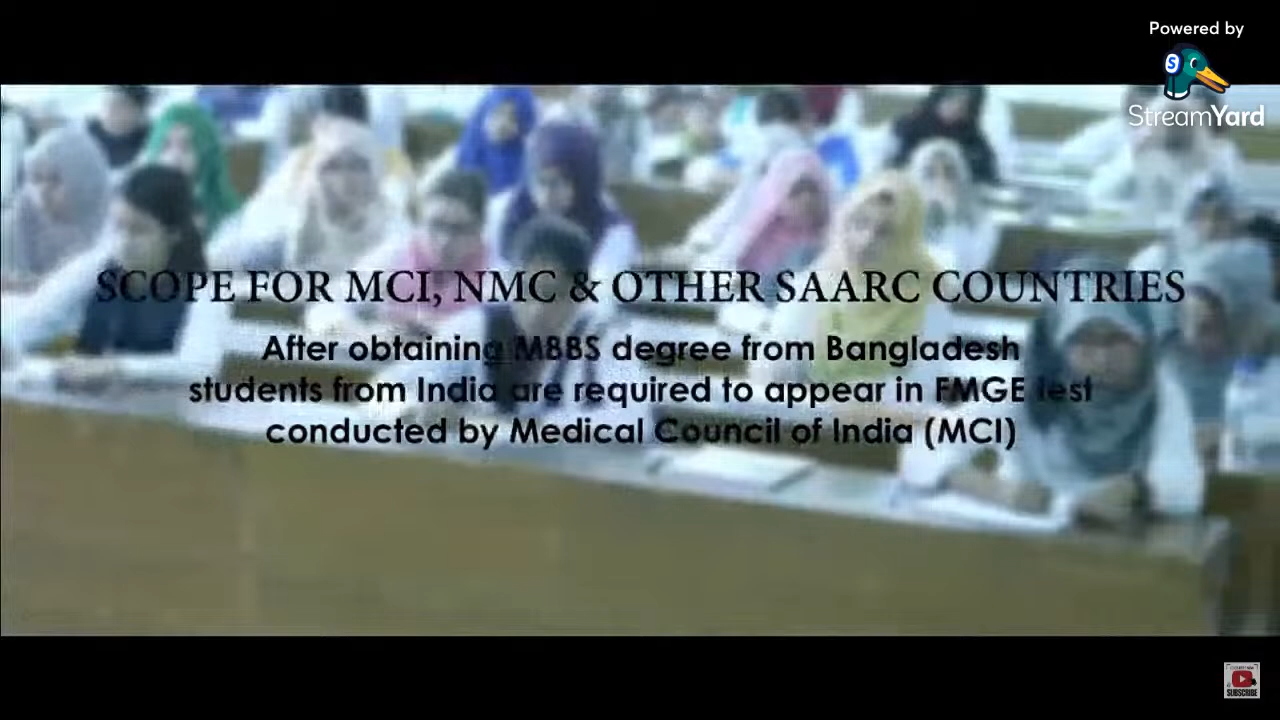 Powered by
StreamYard
SCOPE FOR MCI, NMC & OTHER SAARC COUNTRIES
After obtaining MBBS degree from Bangladesh
students from India are required to appear in FMGE test
conducted by Medical Council of India (MCI)
SUBSCRIBE